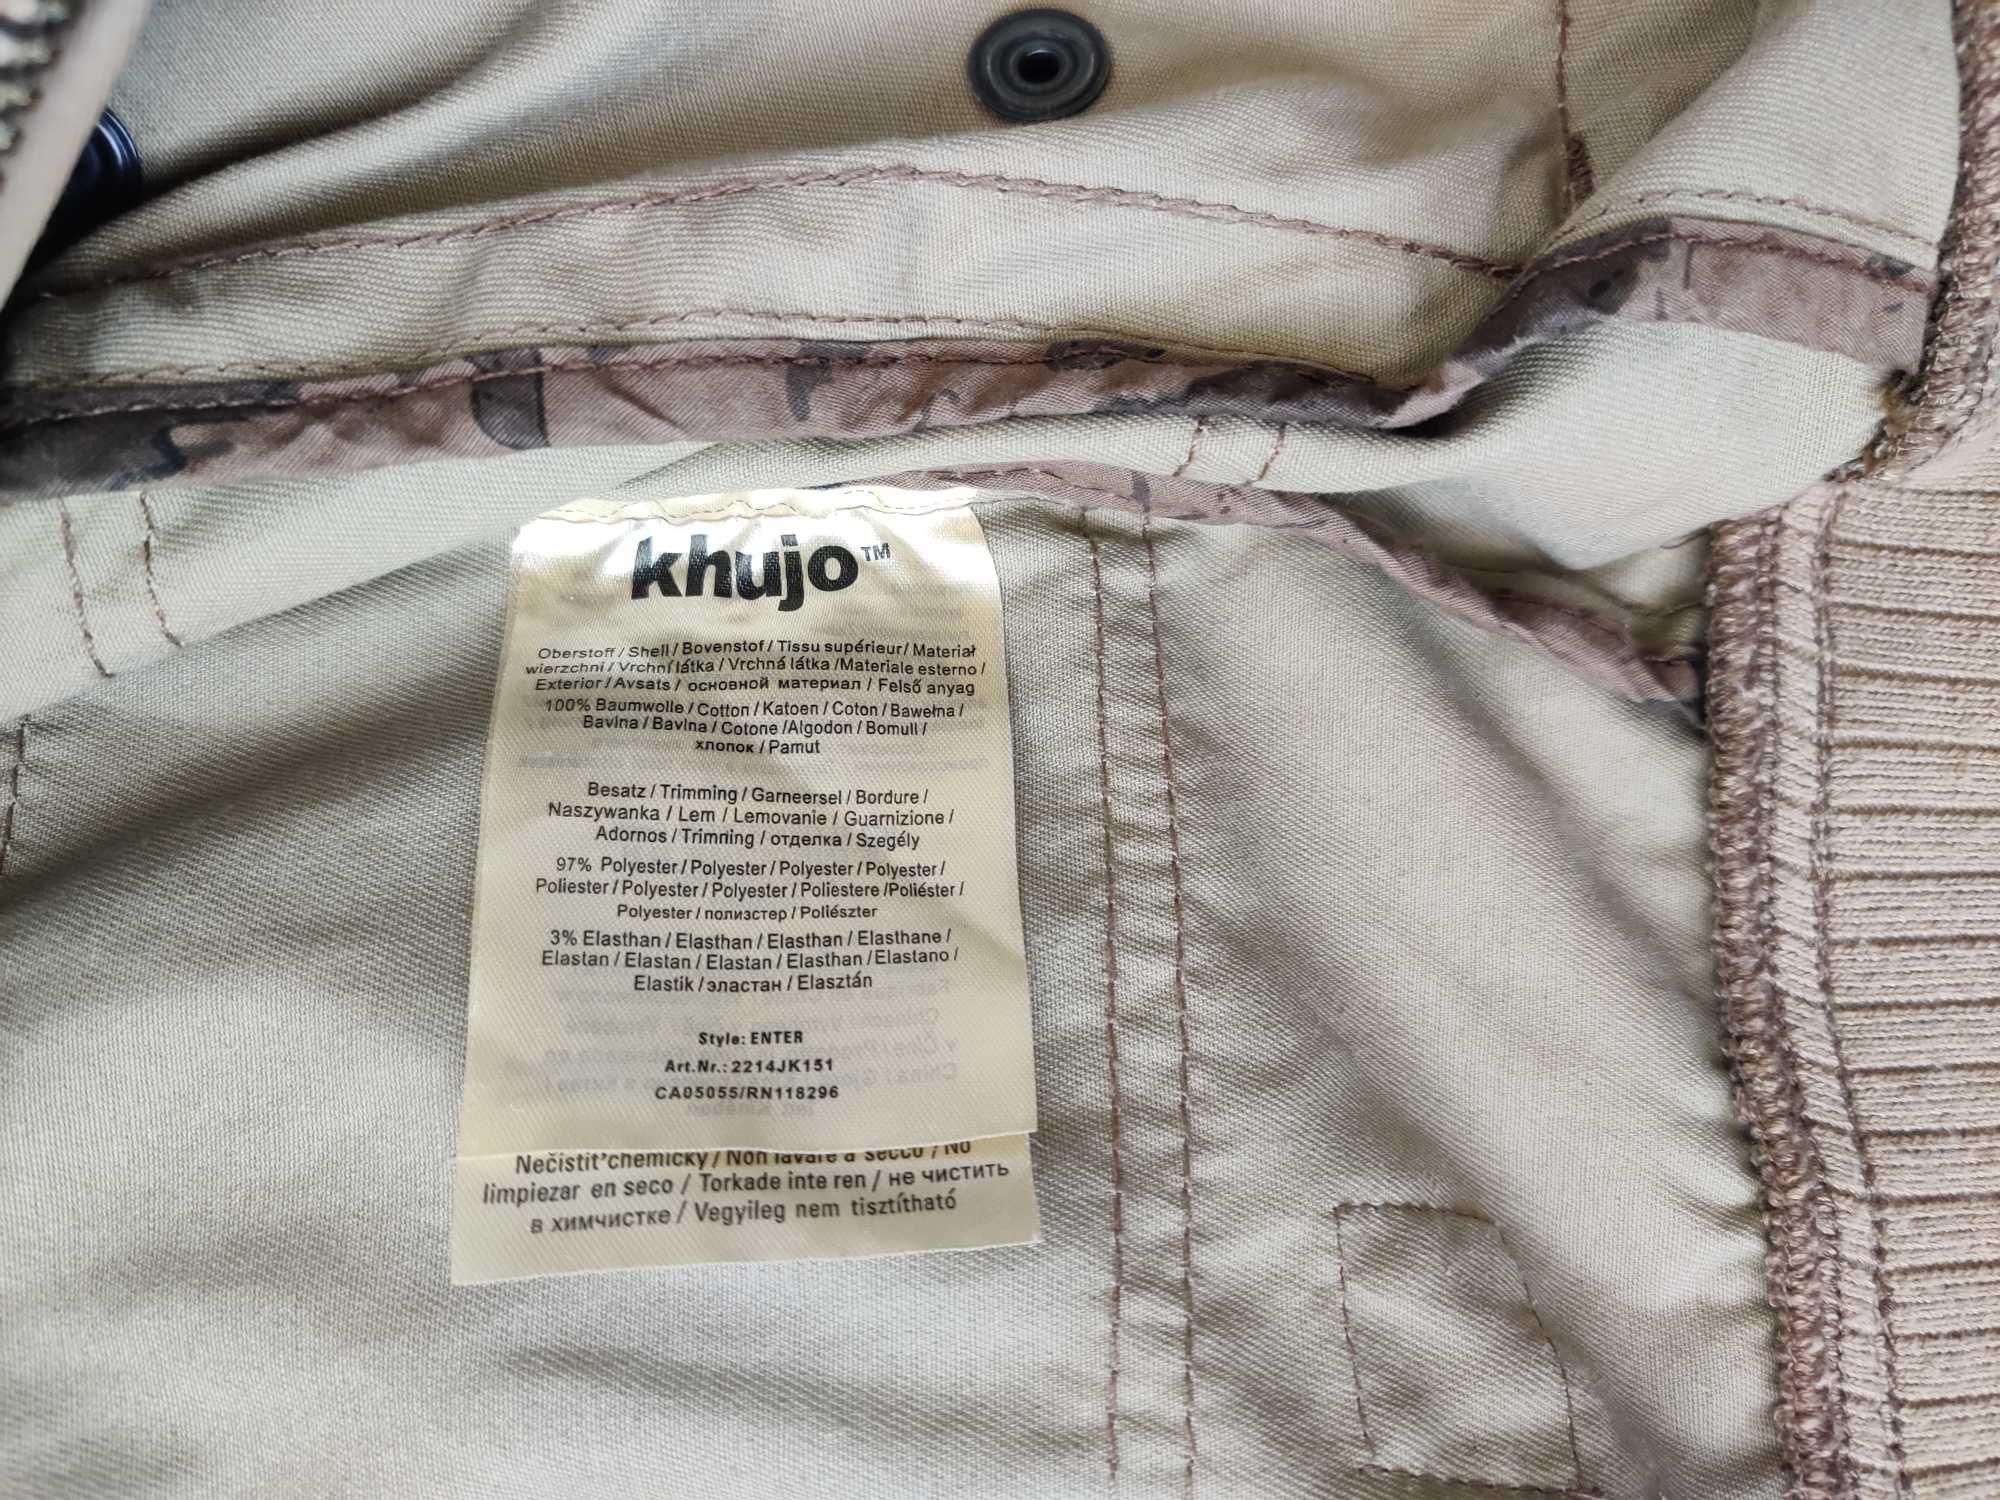 khujo™
Oberstoff / Shell / Bovenstof / Tissu supérieur / Materiał
wierzchni / Vrchní látka / Vrchná látka /Materiale esterno /
Exterior / Avsats / основной материал / Felső anyag
100% Baumwolle / Cotton / Katoen / Coton / Bawełna /
Bavlna / Bavlna / Cotone /Algodon / Bomull /
хлопок / Pamut
Besatz / Trimming / Garneersel / Bordure /
Naszywanka / Lem / Lemovanie / Guarnizione /
Adornos / Trimning / отделка / Szegély
97% Polyester / Polyester / Polyester / Polyester /
Poliester / Polyester / Polyester / Poliestere /Poliéster /
Polyester / полиэстер / Poliészter
3% Elasthan / Elasthan / Elasthan / Elasthane /
Elastan / Elastan / Elastan / Elasthan /Elastano /
Elastik / эластан / Elasztán
Style: ENTER
Art.Nr.: 2214JK151
CA05055/RN118296
Nečistit'chemicky / Non lavare a secco / No
limpiezar en seco / Torkade inte ren / не чистить
в химчистке / Vegyileg nem tisztítható